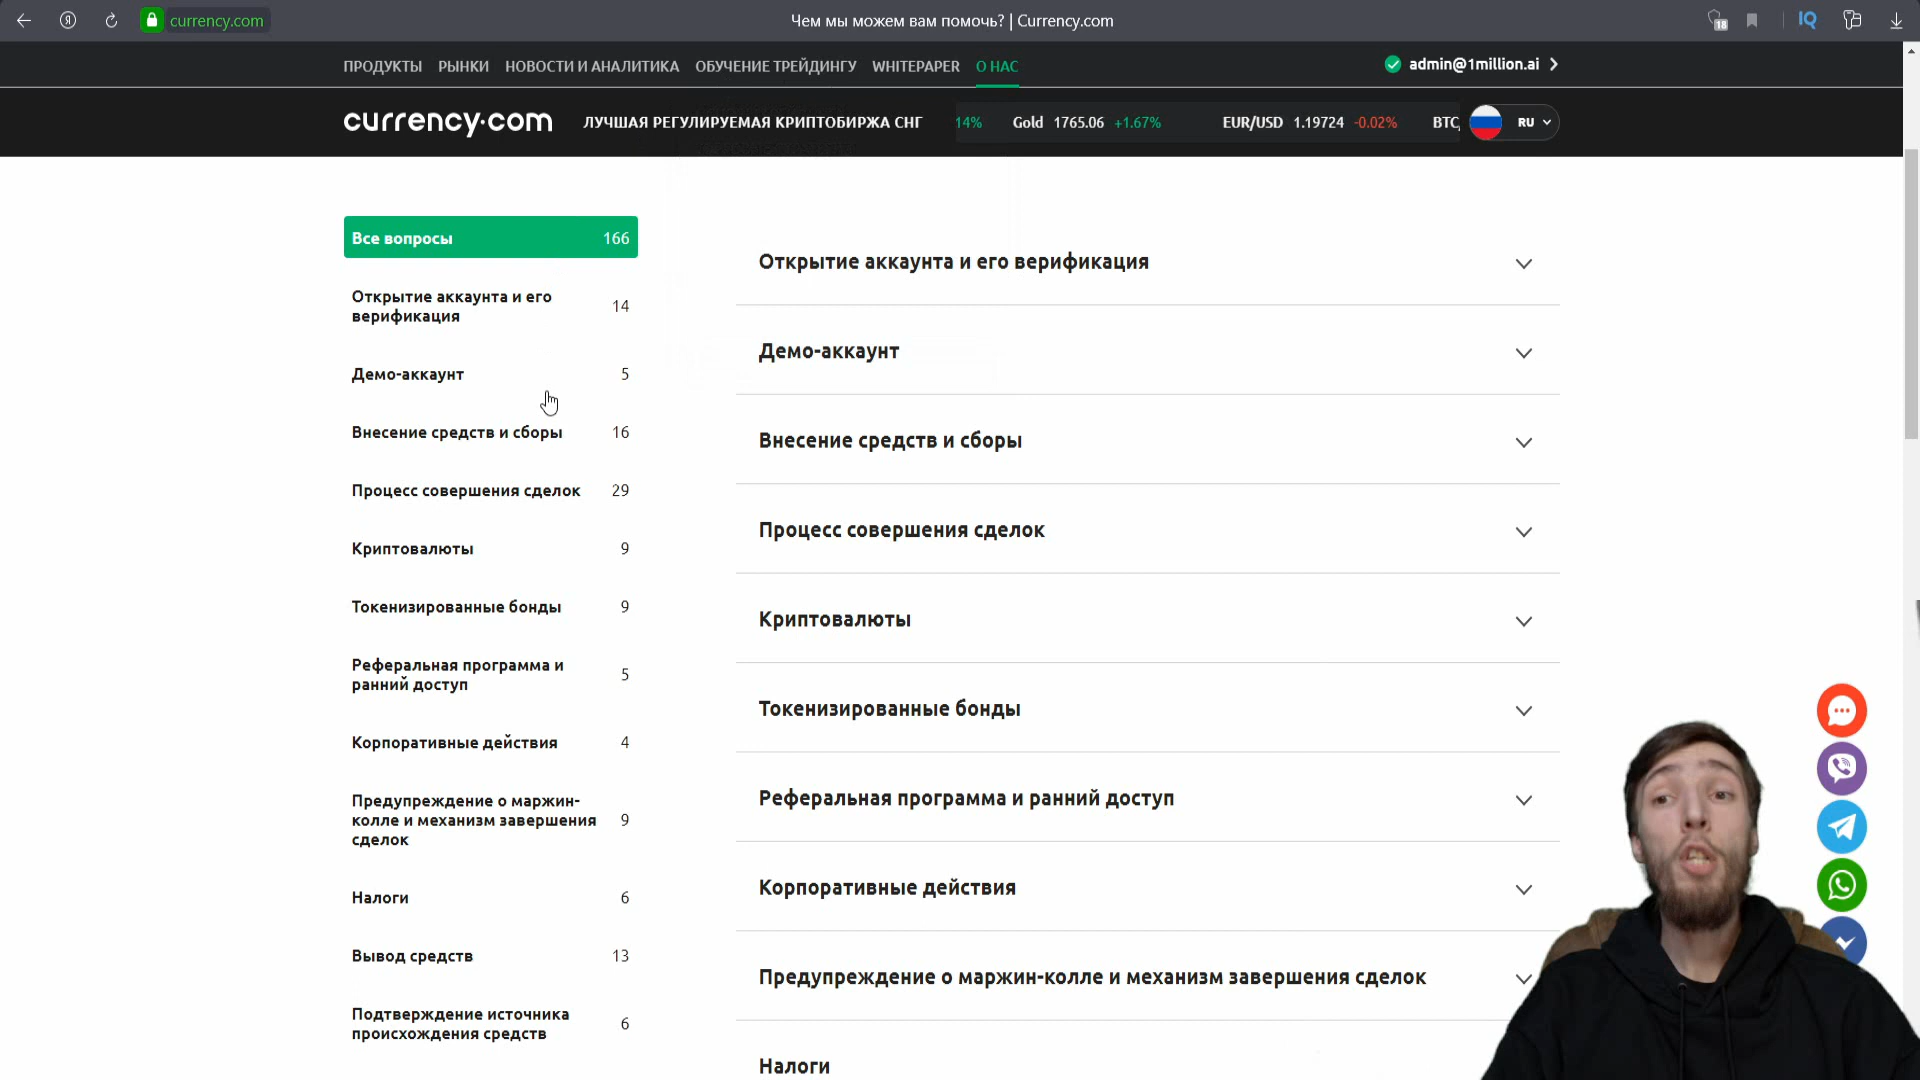 currency.com
Чем мы можем вам помочь? | Currency.com
18
IQ
ПРОДУКТЫ РЫНКИ НОВОСТИ И АНАЛИТИКА ОБУЧЕНИЕ ТРЕЙДИНГУ WHITEPAPER О НАС
admin@1million.ai
currency.com
ЛУЧШАЯ РЕГУЛИРУЕМАЯ КРИПТОБИРЖА СНГ
14% Gold 1765.06 +1.67% EUR/USD 1.19724 -0.02% BTC
RU
Все вопросы 166
Открытие аккаунта и его
верификация
14
Демо-аккаунт 5
Внесение средств и сборы 16
Процесс совершения сделок 29
Криптовалюты 9
Токенизированные бонды 9
Реферальная программа и
ранний доступ
5
Корпоративные действия 4
Предупреждение о маржин-
колле и механизм завершения
сделок
9
Налоги 6
Вывод средств 13
Подтверждение источника
происхождения средств
6
Открытие аккаунта и его верификация
Демо-аккаунт
Внесение средств и сборы
Процесс совершения сделок
Криптовалюты
Токенизированные бонды
Реферальная программа и ранний доступ
Корпоративные действия
Предупреждение о маржин-колле и механизм завершения сделок
Налоги